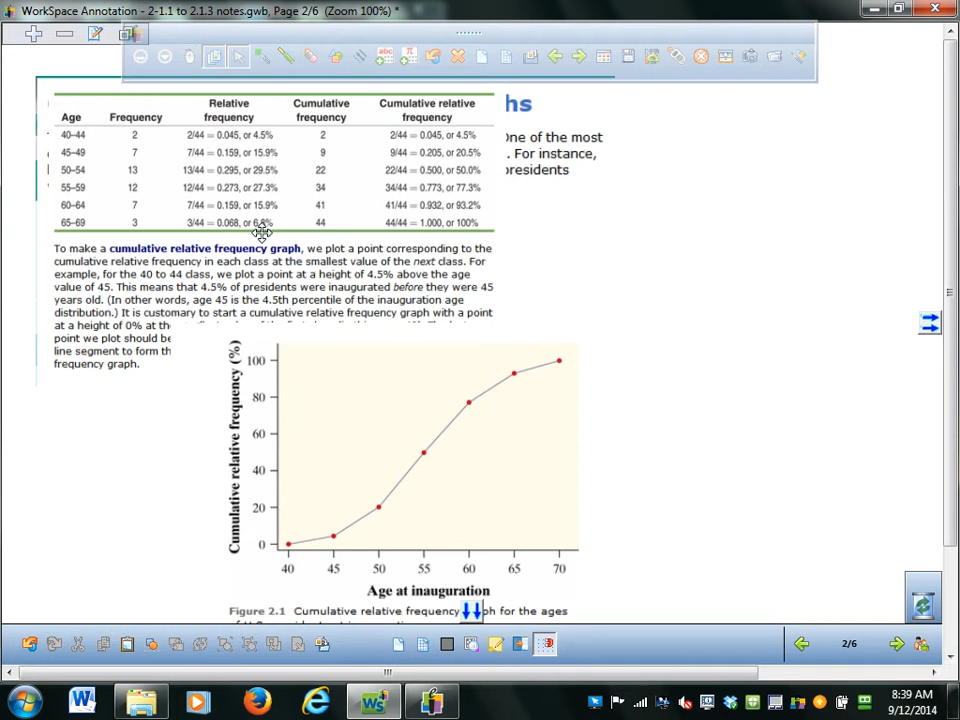 WorkSpace Annotation - 2-1.1 to 2.1.3 notes.gwb, Page 2/6 (Zoom 100%) *
abc
π
hs
One of the most
. For instance,
presidents
Age Frequency Relative frequency Cumulative frequency Cumulative relative frequency
40–44 2 2/44 = 0.045, or 4.5% 2 2/44 = 0.045, or 4.5%
45–49 7 7/44 = 0.159, or 15.9% 9 9/44 = 0.205, or 20.5%
50–54 13 13/44 = 0.295, or 29.5% 22 22/44 = 0.500, or 50.0%
55–59 12 12/44 = 0.273, or 27.3% 34 34/44 = 0.773, or 77.3%
60–64 7 7/44 = 0.159, or 15.9% 41 41/44 = 0.932, or 93.2%
65–69 3 3/44 = 0.068, or 6.8% 44 44/44 = 1.000, or 100%
To make a cumulative relative frequency graph, we plot a point corresponding to the
cumulative relative frequency in each class at the smallest value of the next class. For
example, for the 40 to 44 class, we plot a point at a height of 4.5% above the age
value of 45. This means that 4.5% of presidents were inaugurated before they were 45
years old. (In other words, age 45 is the 4.5th percentile of the inauguration age
distribution.) It is customary to start a cumulative relative frequency graph with a point
at a height of 0% at the
point we plot should be
line segment to form th
frequency graph.
Cumulative relative frequency (%)
100
80
60
40
20
0
40 45 50 55 60 65 70
Age at inauguration
Figure 2.1 Cumulative relative frequency ph for the ages
2/6
8:39 AM
9/12/2014